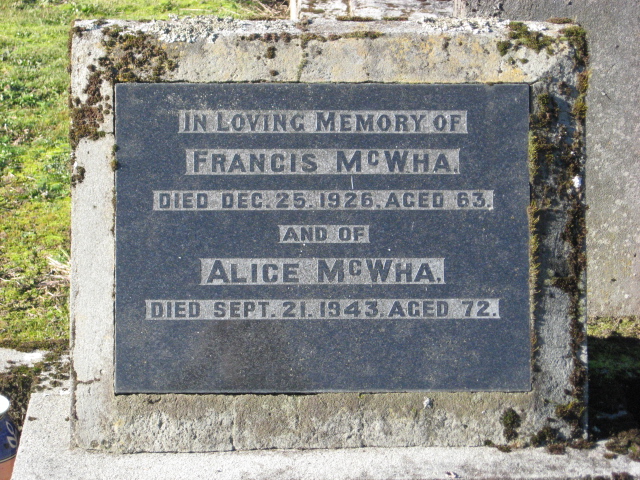 IN LOVING MEMORY OF
FRANCIS McWHA.
DIED DEC. 25. 1926. AGED 63.
AND OF
ALICE McWHA.
DIED SEPT. 21. 1943. AGED 72.